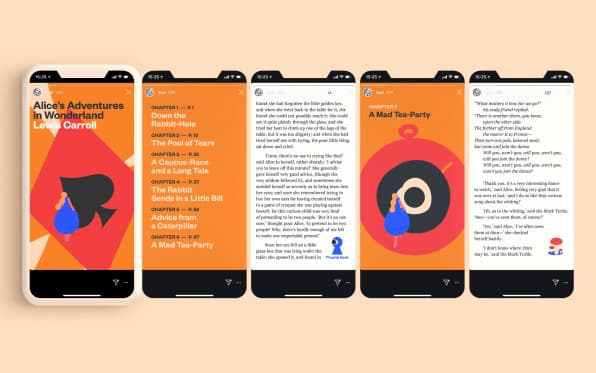 15:25
Alice's Adventures
in Wonderland
Lewis Carroll
15:25
CHAPTER 1 — P.1
Down the
Rabbit-Hole
CHAPTER 2 — P.13
The Pool of Tears
CHAPTER 3 — P.25
A Caucus-Race
and a Long Tale
CHAPTER 4 — P.37
The Rabbit
Sends in a Little Bill
CHAPTER
Advice from
a Caterpillar
CHAPTER
A Mad Tea-Party
15:25
found she had forgotten the little golden key,
and when she went back to the table for it, she
found she could not possibly reach it: she could
see it quite plainly through the glass, and she
tried her best to climb up one of the legs of the
table, but it was too slippery; and when she had
tired herself out with trying, the poor little thing
sat down and cried.
'Come, there's no use in crying like that!'
said Alice to herself, rather sharply; 'I advise
you to leave off this minute!' She generally
gave herself very good advice, (though she
very seldom followed it), and sometimes she
scolded herself so severely as to bring tears into
her eyes; and once she remembered trying to
box her own ears for having cheated herself
in a game of croquet she was playing against
herself, for this curious child was very fond
of pretending to be two people. 'But it's no use
now,' thought poor Alice, 'to pretend to be two
people! Why, there's hardly enough of me left
to make one respectable person!'
Soon her eye fell on a little
glass box that was lying under the
table: she opened it, and found in
Thumb here
15:25
CHAPTER 7
A Mad Tea-Party
15:25
"What matters it how far we go?"
his scaly friend replied.
"There is another shore, you know,
upon the other side.
The further off from England
the nearer is to France—
Then turn not pale, beloved snail,
but come and join the dance.
Will you, won't you, will you, won't you,
will you join the dance?
Will you, won't you, will you, won't you,
won't you join the dance?"
'Thank you, it's a very interesting dance
to watch,' said Alice, feeling very glad that it
was over at last: 'and I do so like that curious
song about the whiting!'
'Oh, as to the whiting,' said the Mock Turtle,
'they—you've seen them, of course?'
'Yes,' said Alice, 'I've often seen
them at dinn—' she checked
herself hastily.
'I don't know where Dinn
may be,' said the Mock Turtle,